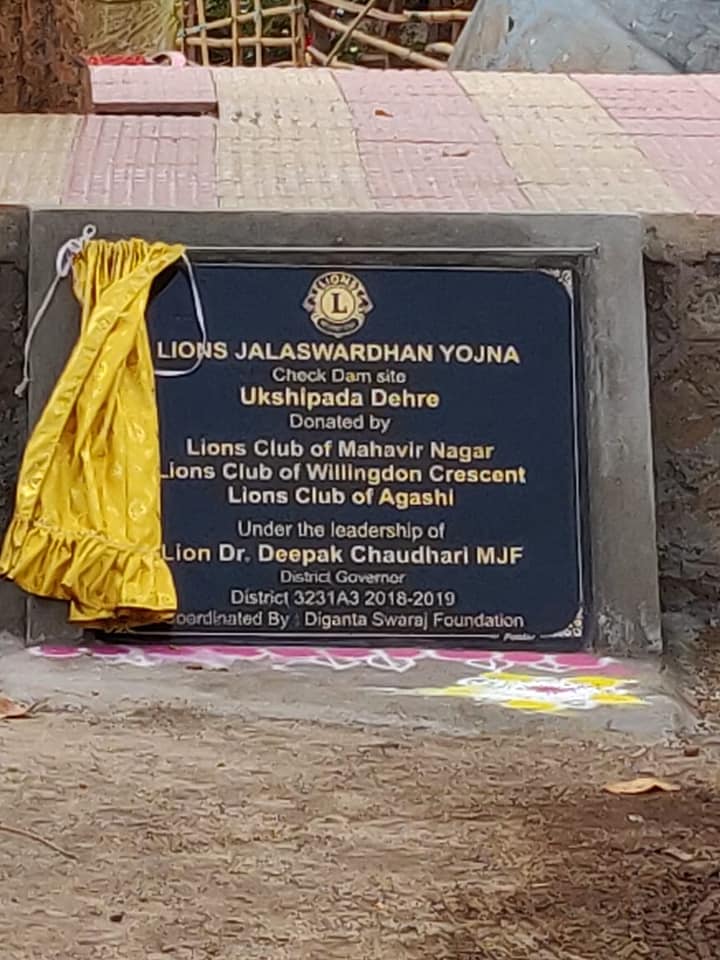 LIONS
L
LIONS JALASWARDHAN YOJNA
Check Dam site
Ukshipada Dehre
Donated by
Lions Club of Mahavir Nagar
Lions Club of Willingdon Crescent
Lions Club of Agashi
Under the leadership of
Lion Dr. Deepak Chaudhari MJF
District Governor
District 3231A3 2018-2019
oordinated By : Diganta Swaraj Foundation